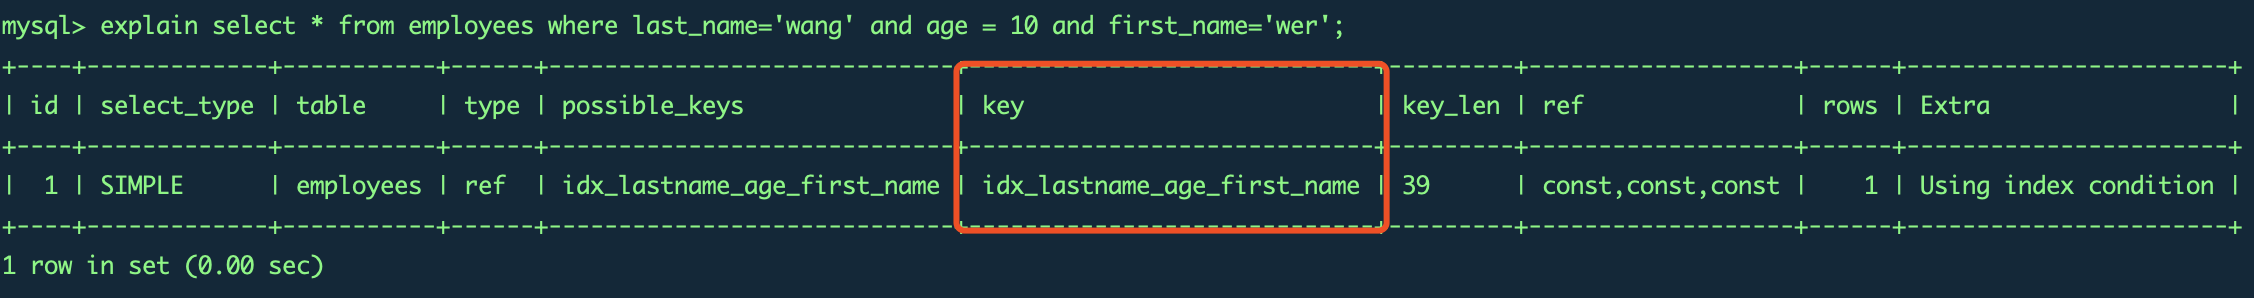 mysql> explain select * from employees where last_name='wang' and age = 10 and first_name='wer';
+----+-------------+-----------+------+-----------------------------+-----------------------------+---------+-------------------+------+-----------------------+
| id | select_type | table     | type | possible_keys               | key                         | key_len | ref               | rows | Extra                 |
+----+-------------+-----------+------+-----------------------------+-----------------------------+---------+-------------------+------+-----------------------+
|  1 | SIMPLE      | employees | ref  | idx_lastname_age_first_name | idx_lastname_age_first_name | 39      | const,const,const |    1 | Using index condition |
+----+-------------+-----------+------+-----------------------------+-----------------------------+---------+-------------------+------+-----------------------+
1 row in set (0.00 sec)